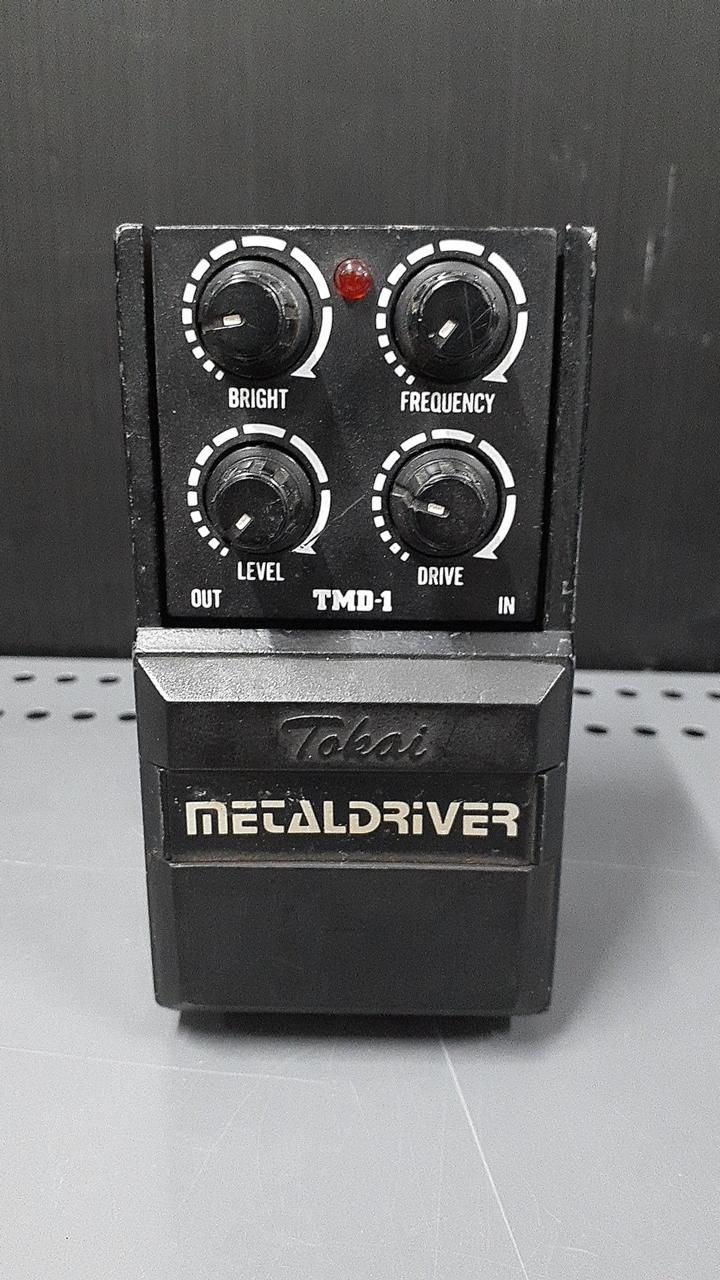 BRIGHT
FREQUENCY
LEVEL
DRIVE
OUT
TMD-1
IN
Tokai
METALDRIVER